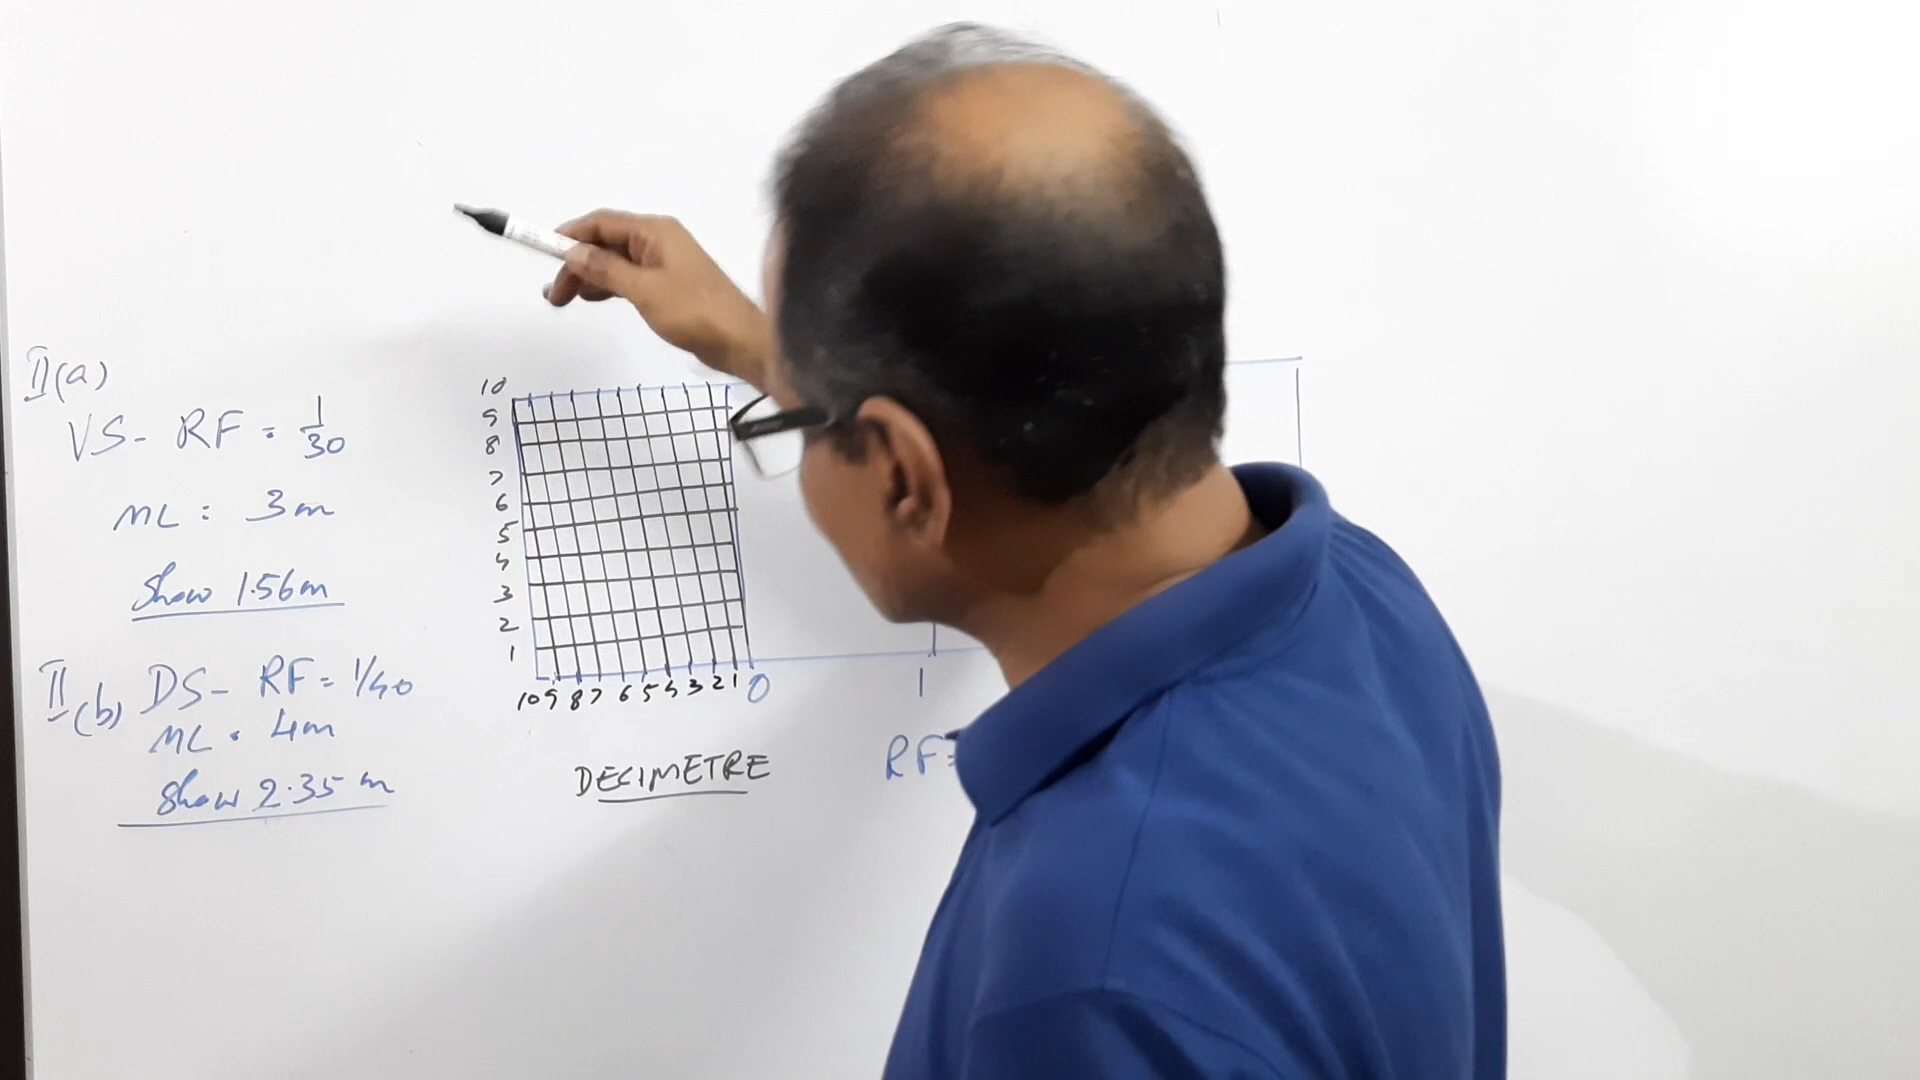 II(a)
VS- RF = 1/30
ML = 3m
Show 1.56m
II(b) DS- RF = 1/40
ML = 4m
Show 2.35 m
10
9
8
7
6
5
4
3
2
1
10 9 8 7 6 5 4 3 2 1 0 1
DECIMETRE
RF=